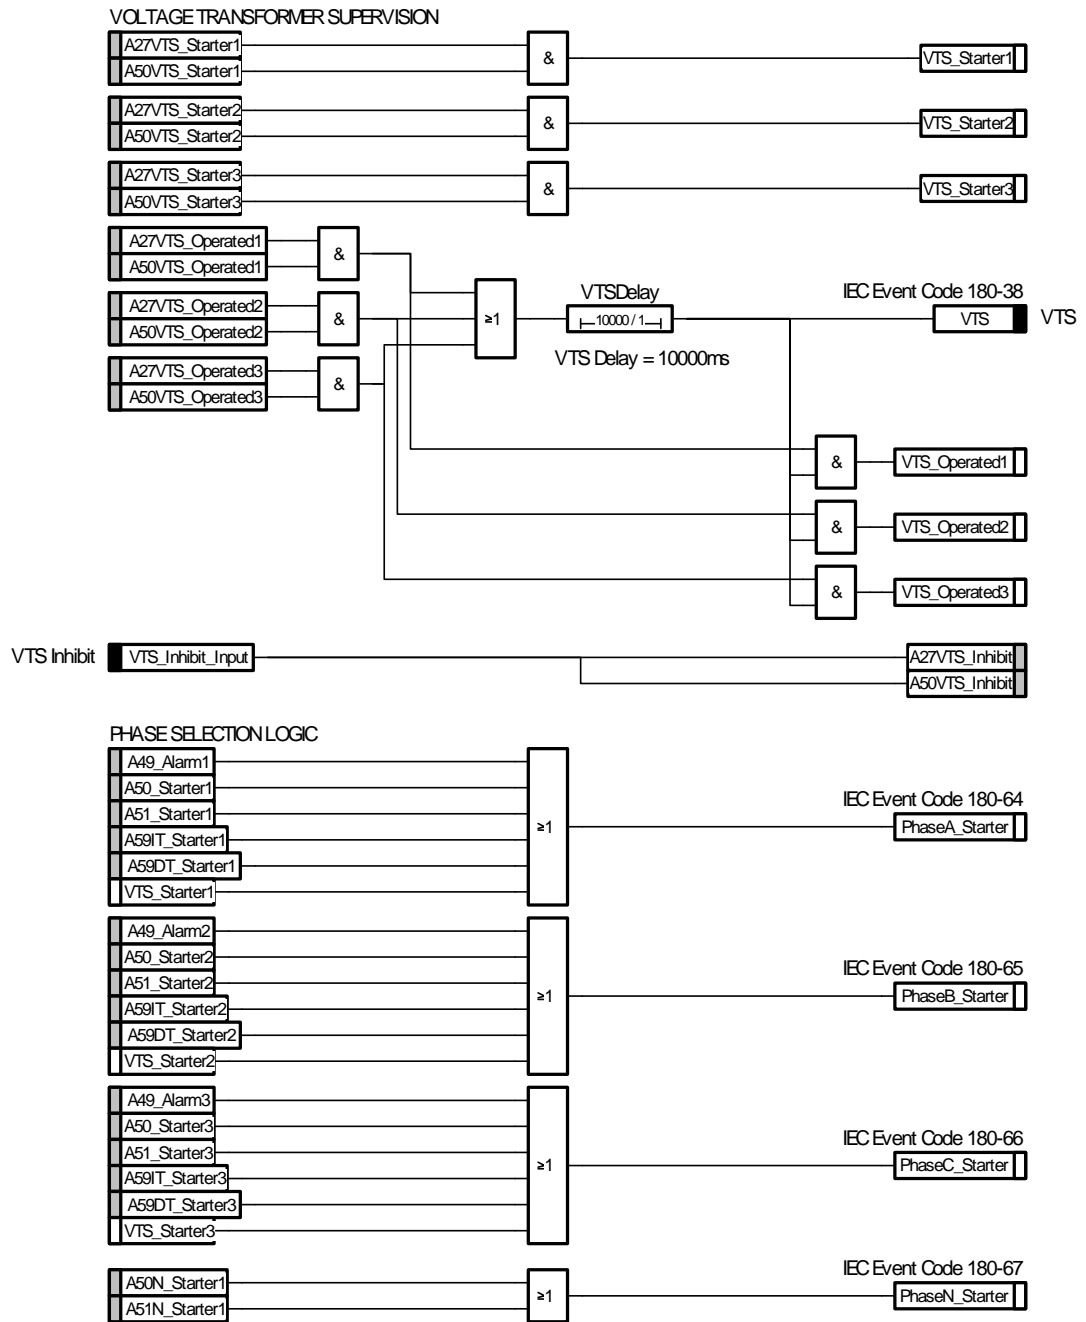 VOLTAGE TRANSFORMER SUPERVISION
A27VTS_Starter1
A50VTS_Starter1
&
VTS_Starter1
A27VTS_Starter2
A50VTS_Starter2
&
VTS_Starter2
A27VTS_Starter3
A50VTS_Starter3
&
VTS_Starter3
A27VTS_Operated1
A50VTS_Operated1
&
A27VTS_Operated2
A50VTS_Operated2
&
A27VTS_Operated3
A50VTS_Operated3
&
≥1
VTSDelay
10000 / 1
VTS Delay = 10000ms
IEC Event Code 180-38
VTS
VTS
&
VTS_Operated1
&
VTS_Operated2
&
VTS_Operated3
VTS Inhibit
VTS_Inhibit_Input
A27VTS_Inhibit
A50VTS_Inhibit
PHASE SELECTION LOGIC
A49_Alarm1
A50_Starter1
A51_Starter1
A59IT_Starter1
A59DT_Starter1
VTS_Starter1
≥1
IEC Event Code 180-64
PhaseA_Starter
A49_Alarm2
A50_Starter2
A51_Starter2
A59IT_Starter2
A59DT_Starter2
VTS_Starter2
≥1
IEC Event Code 180-65
PhaseB_Starter
A49_Alarm3
A50_Starter3
A51_Starter3
A59IT_Starter3
A59DT_Starter3
VTS_Starter3
≥1
IEC Event Code 180-66
PhaseC_Starter
A50N_Starter1
A51N_Starter1
≥1
IEC Event Code 180-67
PhaseN_Starter